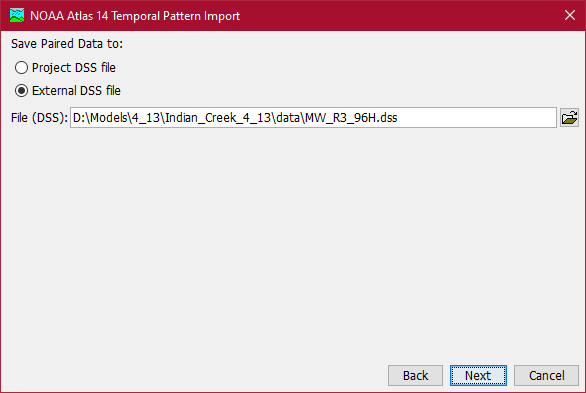 NOAA Atlas 14 Temporal Pattern Import
Save Paired Data to:
Project DSS file
External DSS file
File (DSS): D:\Models\4_13\Indian_Creek_4_13\data\MW_R3_96H.dss
Back Next Cancel